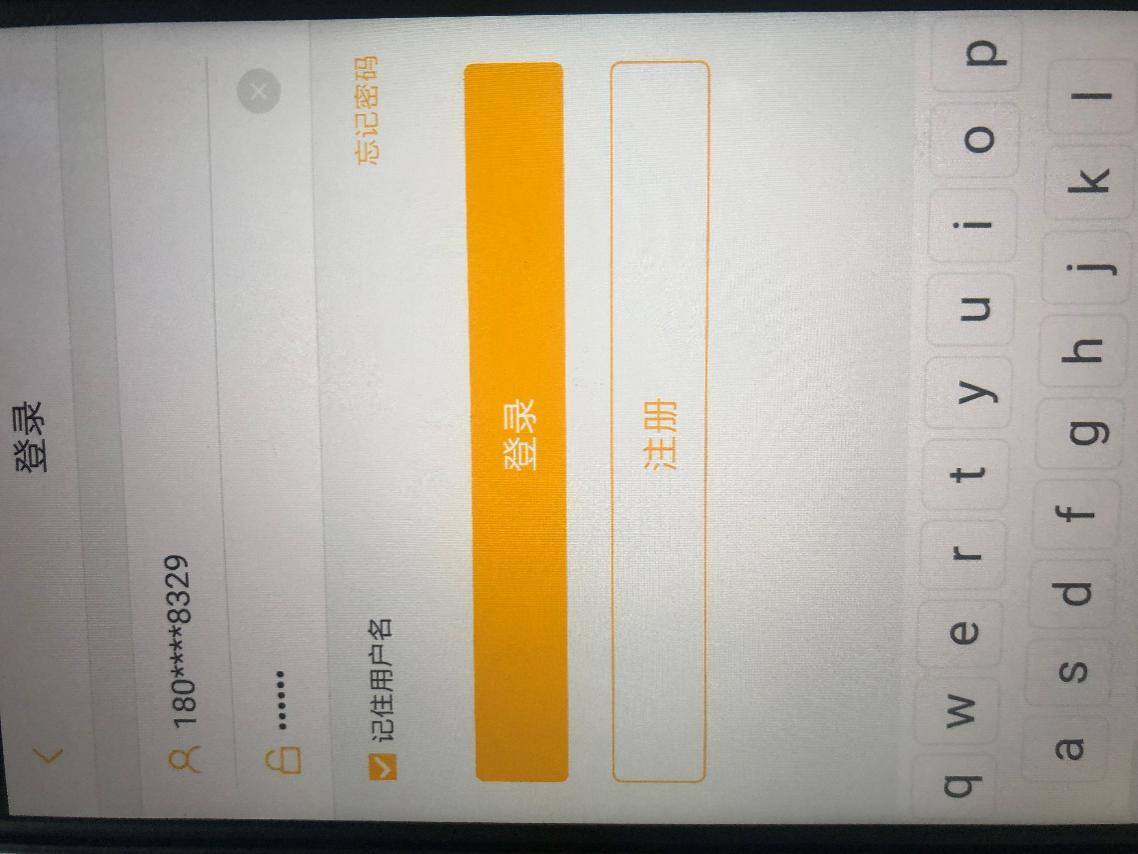 登录
180****8329
••••••
记住用户名 忘记密码
登录
注册
q w e r t y u i o p
a s d f g h j k l